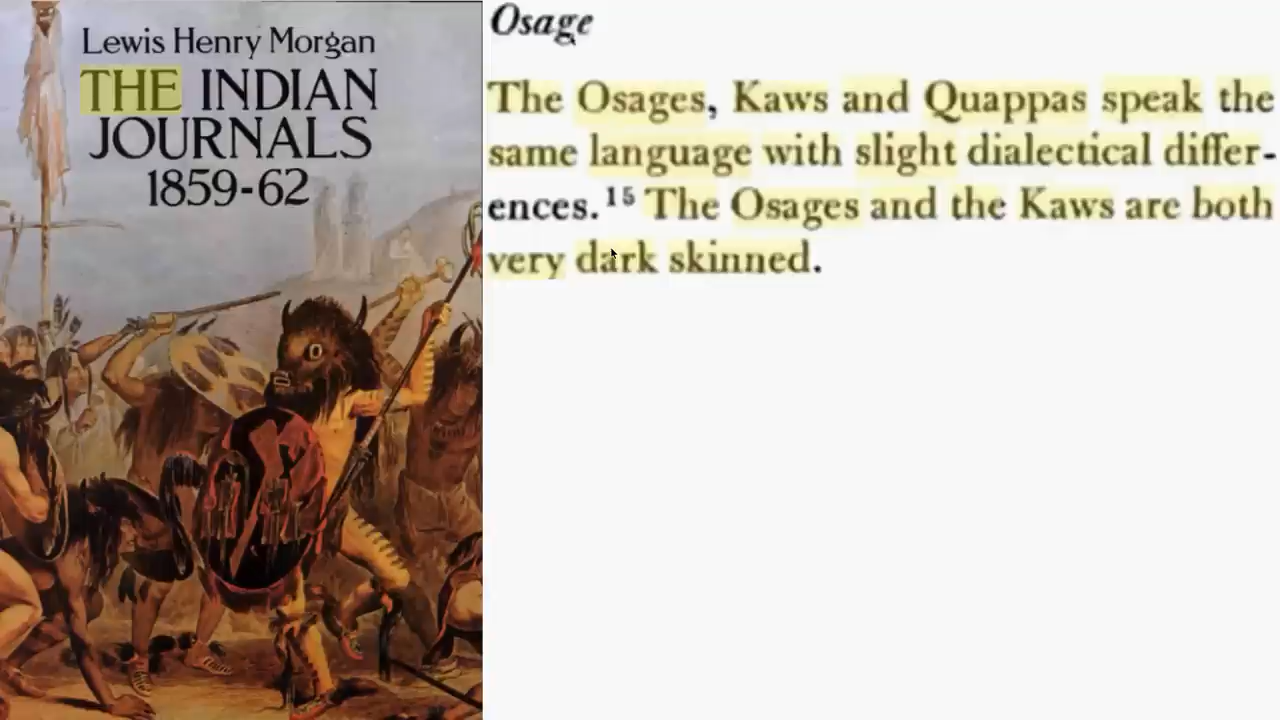 Lewis Henry Morgan
THE INDIAN
JOURNALS
1859-62
Osage
The Osages, Kaws and Quappas speak the
same language with slight dialectical differ-
ences.15 The Osages and the Kaws are both
very dark skinned.